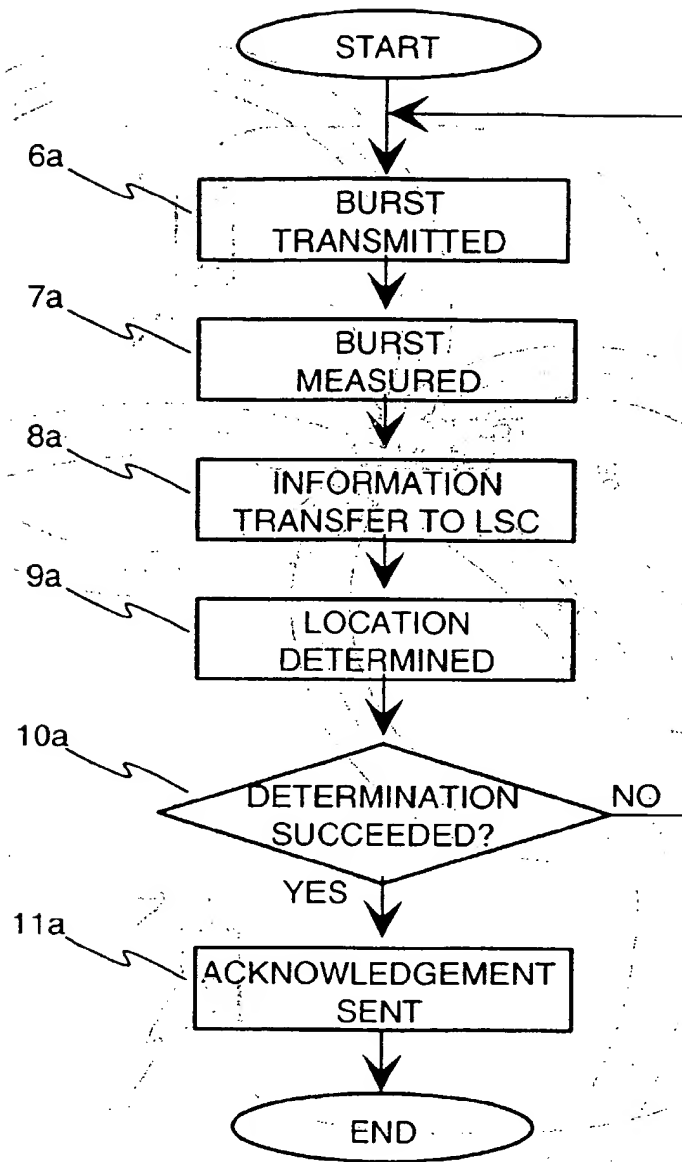 START
6a
BURST
TRANSMITTED
7a
BURST
MEASURED
8a
INFORMATION
TRANSFER TO LSC
9a
LOCATION
DETERMINED
10a
DETERMINATION
SUCCEEDED?
NO
YES
11a
ACKNOWLEDGEMENT
SENT
END